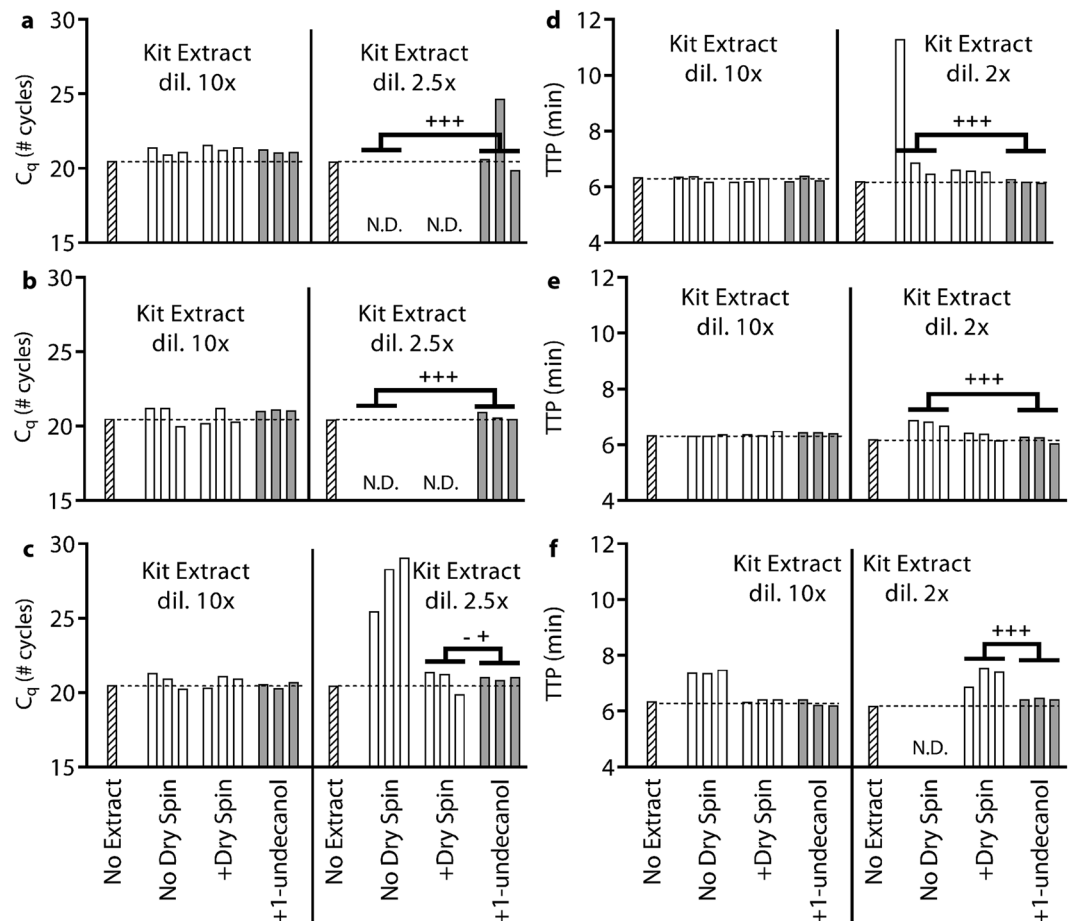 a
30
25
20
15
Cq (# cycles)
Kit Extract
dil. 10x
Kit Extract
dil. 2.5x
+++
N.D.
N.D.
d
12
10
8
6
4
TTP (min)
Kit Extract
dil. 10x
Kit Extract
dil. 2x
+++
b
30
25
20
15
Cq (# cycles)
Kit Extract
dil. 10x
Kit Extract
dil. 2.5x
+++
N.D.
N.D.
e
12
10
8
6
4
TTP (min)
Kit Extract
dil. 10x
Kit Extract
dil. 2x
+++
c
30
25
20
15
Cq (# cycles)
Kit Extract
dil. 10x
Kit Extract
dil. 2.5x
- +
No Extract
No Dry Spin
+Dry Spin
+1-undecanol
No Extract
No Dry Spin
+Dry Spin
+1-undecanol
f
12
10
8
6
4
TTP (min)
Kit Extract
dil. 10x
Kit Extract
dil. 2x
+++
N.D.
No Extract
No Dry Spin
+Dry Spin
+1-undecanol
No Extract
No Dry Spin
+Dry Spin
+1-undecanol